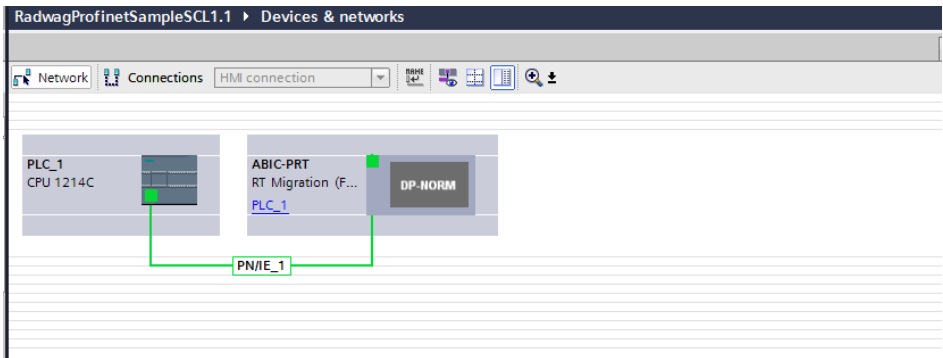 RadwagProfinetSampleSCL1.1 ▸ Devices & networks
Network Connections HMI connection
PLC_1
CPU 1214C
ABIC-PRT
RT Migration (F...
PLC_1
DP-NORM
PN/IE_1